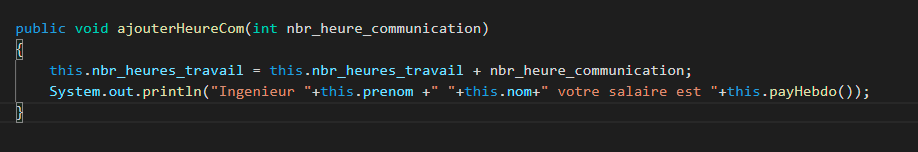 public void ajouterHeureCom(int nbr_heure_communication)
{
this.nbr_heures_travail = this.nbr_heures_travail + nbr_heure_communication;
System.out.println("Ingenieur "+this.prenom +" "+this.nom+" votre salaire est "+this.payHebdo());
}